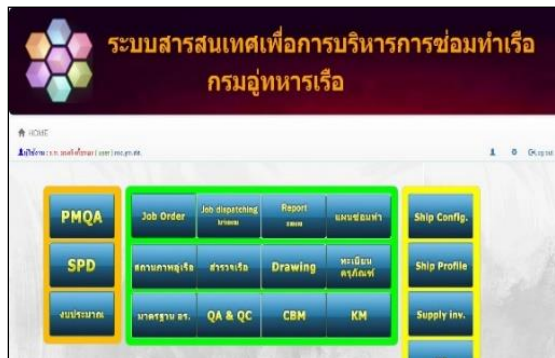 ระบบสารสนเทศเพื่อการบริหารการซ่อมทำเรือ
กรมอู่ทหารเรือ
HOME
PMQA
Job Order
Job dispatching
Report
แผนซ่อมทำ
Ship Config.
SPD
สถานภาพอู่เรือ
สำรวจเรือ
Drawing
ทะเบียน
ครุภัณฑ์
Ship Profile
งบประมาณ
มาตรฐาน อร.
QA & QC
CBM
KM
Supply inv.